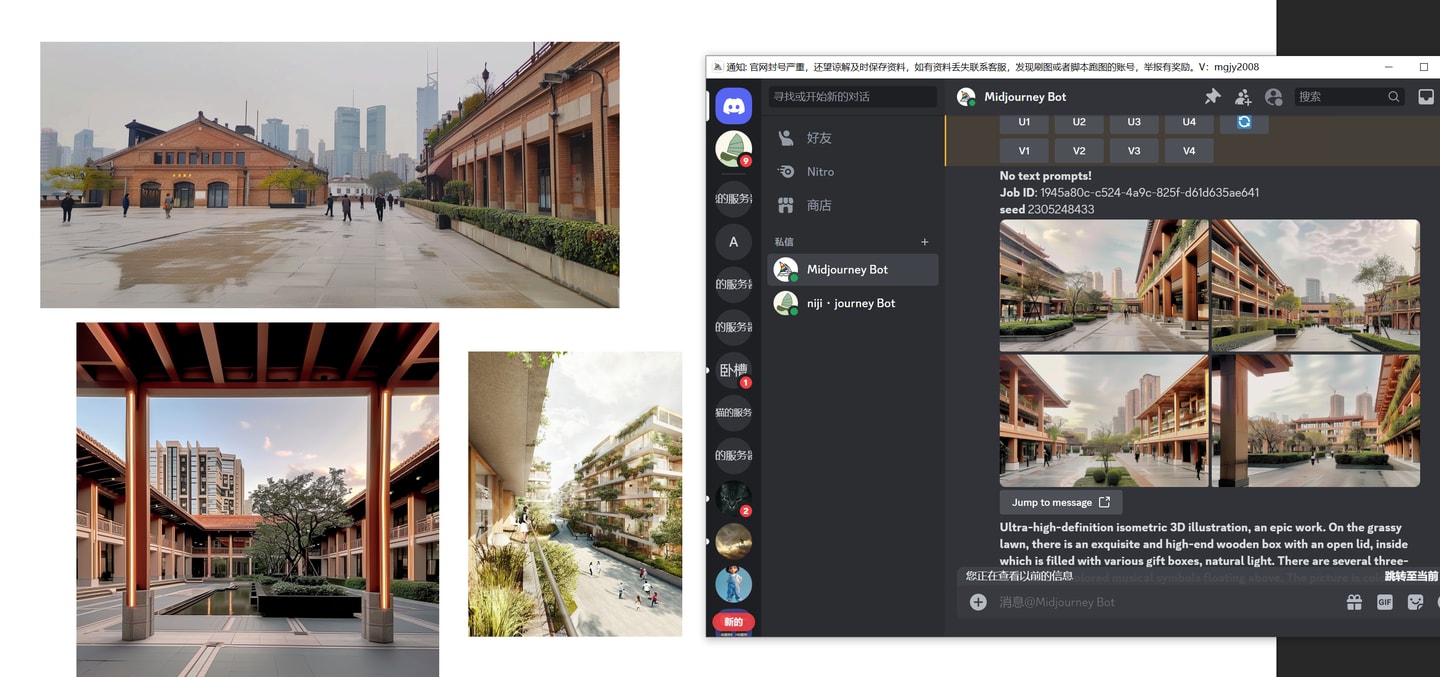 通知: 官网封号严重，还望谅解及时保存资料，如有资料丢失联系客服，发现刷图或者脚本跑图的账号，举报有奖励。V：mgjy2008
寻找或开始新的对话
好友
Nitro
商店
私信
Midjourney Bot
niji・journey Bot
9
的服务器
A
的服务器
的服务器
卧槽
1
猫的服务
的服务器
2
新的
Midjourney Bot
搜索
U1 U2 U3 U4
V1 V2 V3 V4
No text prompts!
Job ID: 1945a80c-c524-4a9c-825f-d61d635ae641
seed 2305248433
Jump to message
Ultra-high-definition isometric 3D illustration, an epic work. On the grassy
lawn, there is an exquisite and high-end wooden box with an open lid, inside
which is filled with various gift boxes, natural light. There are several three-
colored musical symbols floating above. The picture is
您正在查看以前的信息
跳转至当前
消息@Midjourney Bot
GIF